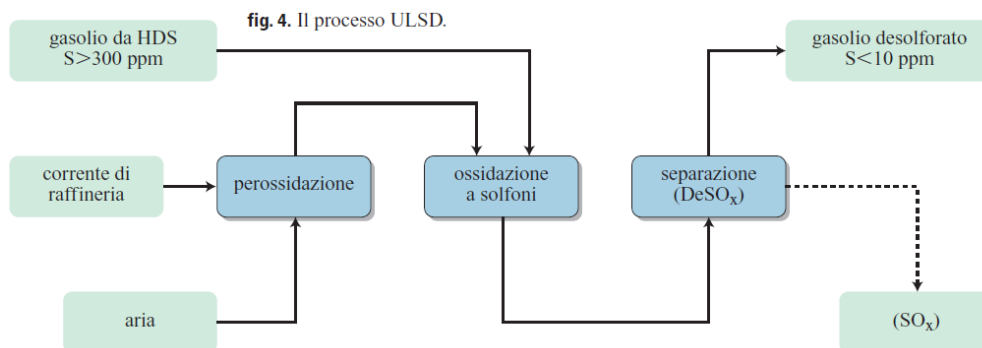 fig. 4. Il processo ULSD.
gasolio da HDS
S>300 ppm
gasolio desolforato
S<10 ppm
corrente di
raffineria
perossidazione
ossidazione
a solfoni
separazione
(DeSOx)
aria
(SOx)